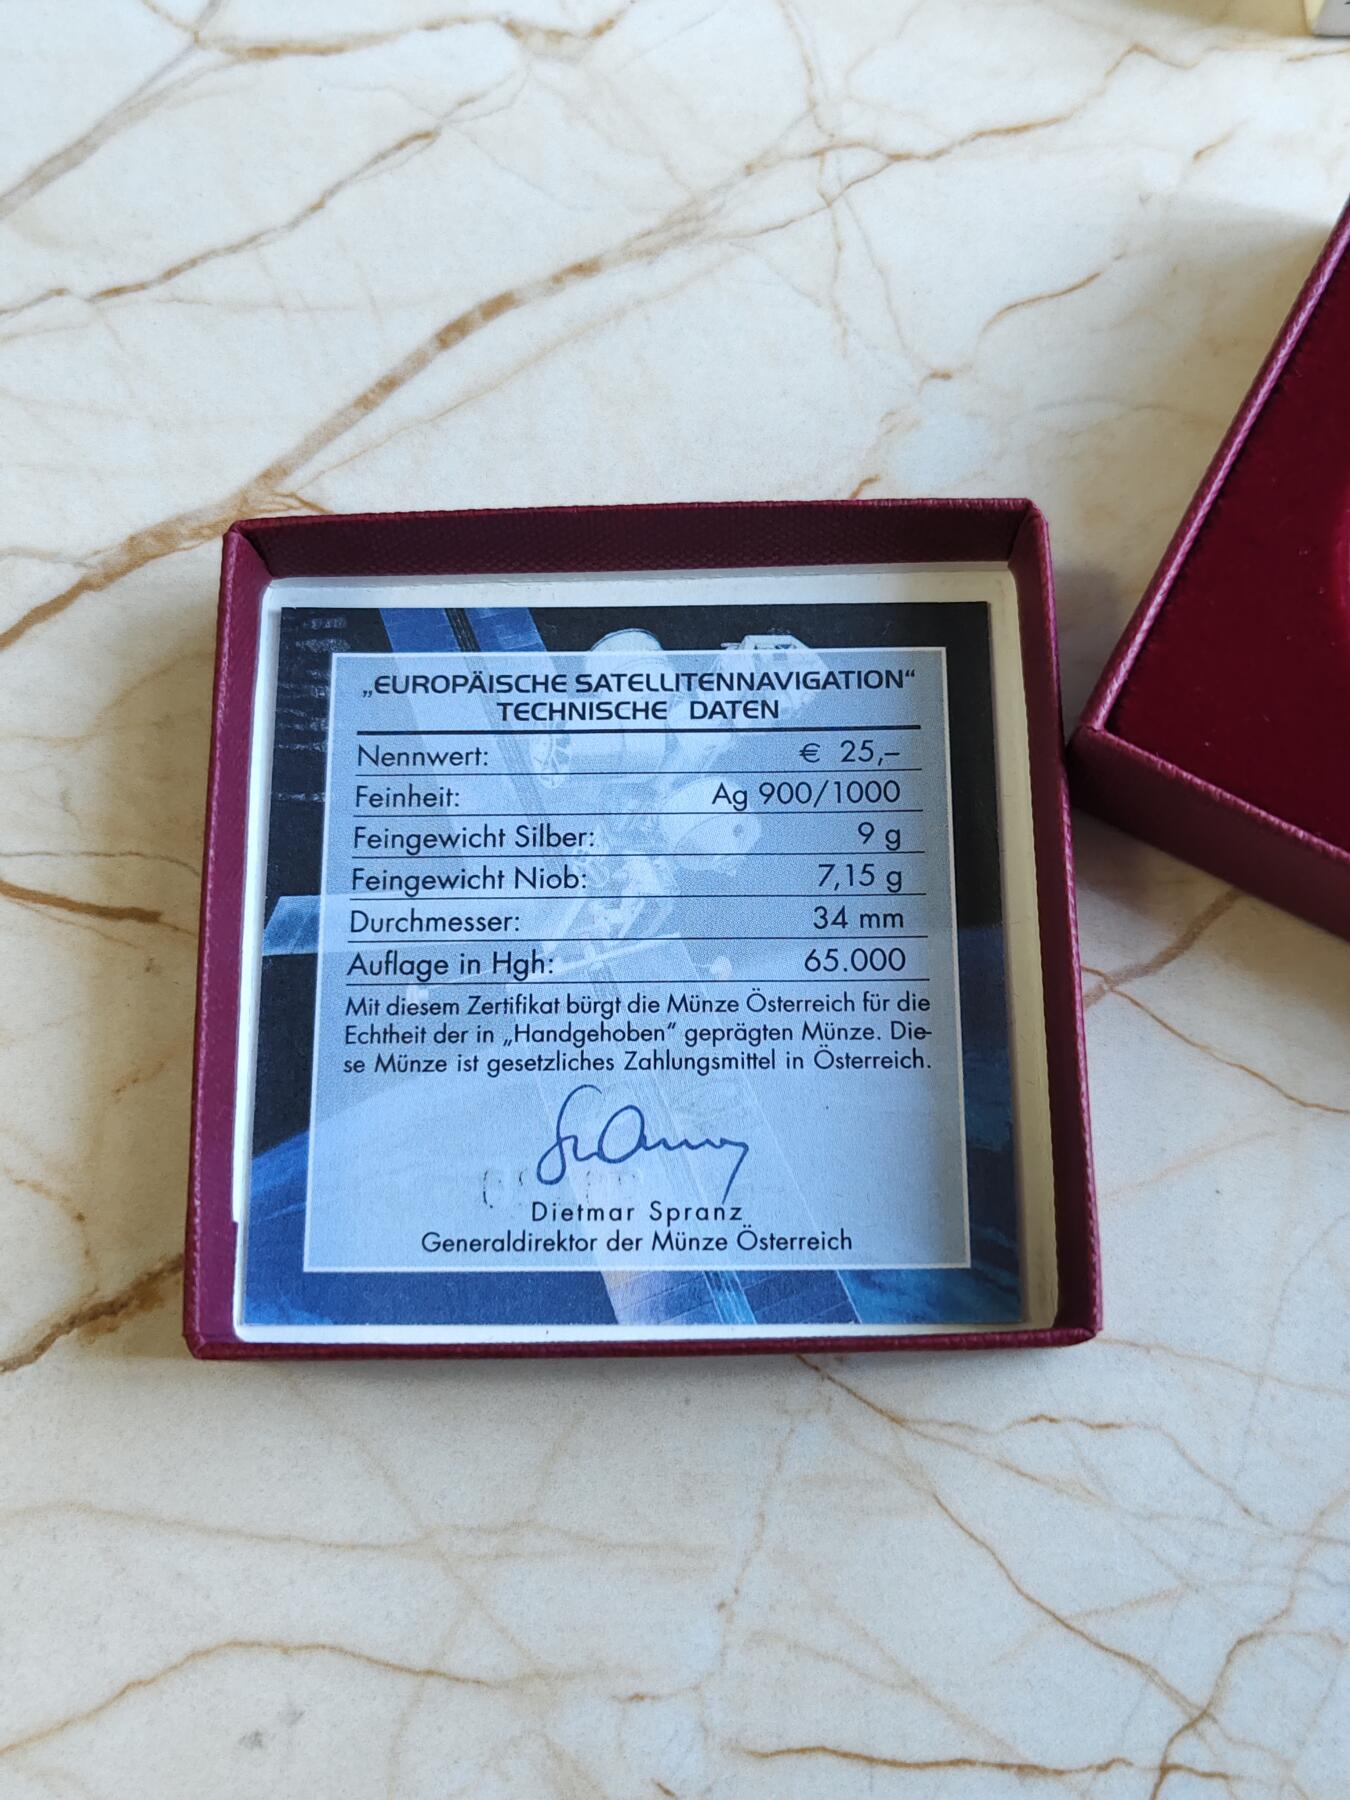 „EUROPÄISCHE SATELLITENNAVIGATION“
TECHNISCHE DATEN
Nennwert: € 25,–
Feinheit: Ag 900/1000
Feingewicht Silber: 9 g
Feingewicht Niob: 7,15 g
Durchmesser: 34 mm
Auflage in Hgh: 65.000
Mit diesem Zertifikat bürgt die Münze Österreich für die
Echtheit der in „Handgehoben“ geprägten Münze. Die-
se Münze ist gesetzliches Zahlungsmittel in Österreich.
Dietmar Spranz
Generaldirektor der Münze Österreich